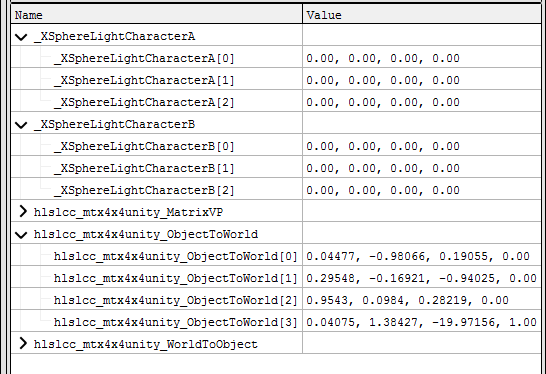 Name Value
_XSphereLightCharacterA
_XSphereLightCharacterA[0] 0.00, 0.00, 0.00, 0.00
_XSphereLightCharacterA[1] 0.00, 0.00, 0.00, 0.00
_XSphereLightCharacterA[2] 0.00, 0.00, 0.00, 0.00
_XSphereLightCharacterB
_XSphereLightCharacterB[0] 0.00, 0.00, 0.00, 0.00
_XSphereLightCharacterB[1] 0.00, 0.00, 0.00, 0.00
_XSphereLightCharacterB[2] 0.00, 0.00, 0.00, 0.00
hlslcc_mtx4x4unity_MatrixVP
hlslcc_mtx4x4unity_ObjectToWorld
hlslcc_mtx4x4unity_ObjectToWorld[0] 0.04477, -0.98066, 0.19055, 0.00
hlslcc_mtx4x4unity_ObjectToWorld[1] 0.29548, -0.16921, -0.94025, 0.00
hlslcc_mtx4x4unity_ObjectToWorld[2] 0.9543, 0.0984, 0.28219, 0.00
hlslcc_mtx4x4unity_ObjectToWorld[3] 0.04075, 1.38427, -19.97156, 1.00
hlslcc_mtx4x4unity_WorldToObject